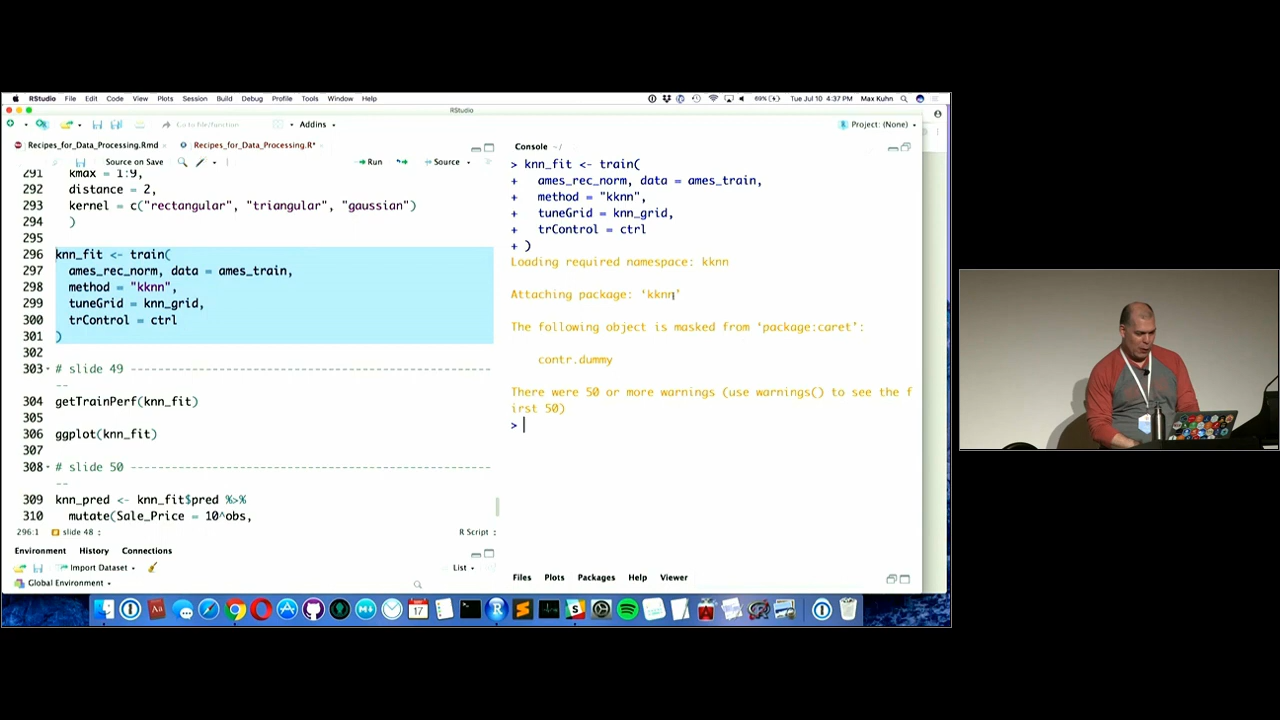 RStudio File Edit Code View Plots Session Build Debug Profile Tools Window Help
69% Tue Jul 10 4:37 PM Max Kuhn
RStudio
Go to file/function Addins Project: (None)
Recipes_for_Data_Processing.Rmd Recipes_for_Data_Processing.R*
Source on Save Run Source
291 kmax = 1:9,
292 distance = 2,
293 kernel = c("rectangular", "triangular", "gaussian")
294 )
295
296 knn_fit <- train(
297 ames_rec_norm, data = ames_train,
298 method = "kknn",
299 tuneGrid = knn_grid,
300 trControl = ctrl
301 )
302
303 # slide 49 ----------------------------------------------------
--
304 getTrainPerf(knn_fit)
305
306 ggplot(knn_fit)
307
308 # slide 50 ----------------------------------------------------
--
309 knn_pred <- knn_fit$pred %>%
310 mutate(Sale_Price = 10^obs,
296:1 slide 48 R Script
Environment History Connections
Import Dataset List
Global Environment
Console ~/
> knn_fit <- train(
+ ames_rec_norm, data = ames_train,
+ method = "kknn",
+ tuneGrid = knn_grid,
+ trControl = ctrl
+ )
Loading required namespace: kknn
Attaching package: ‘kknn’
The following object is masked from ‘package:caret’:
contr.dummy
There were 50 or more warnings (use warnings() to see the f
irst 50)
>
Files Plots Packages Help Viewer
17